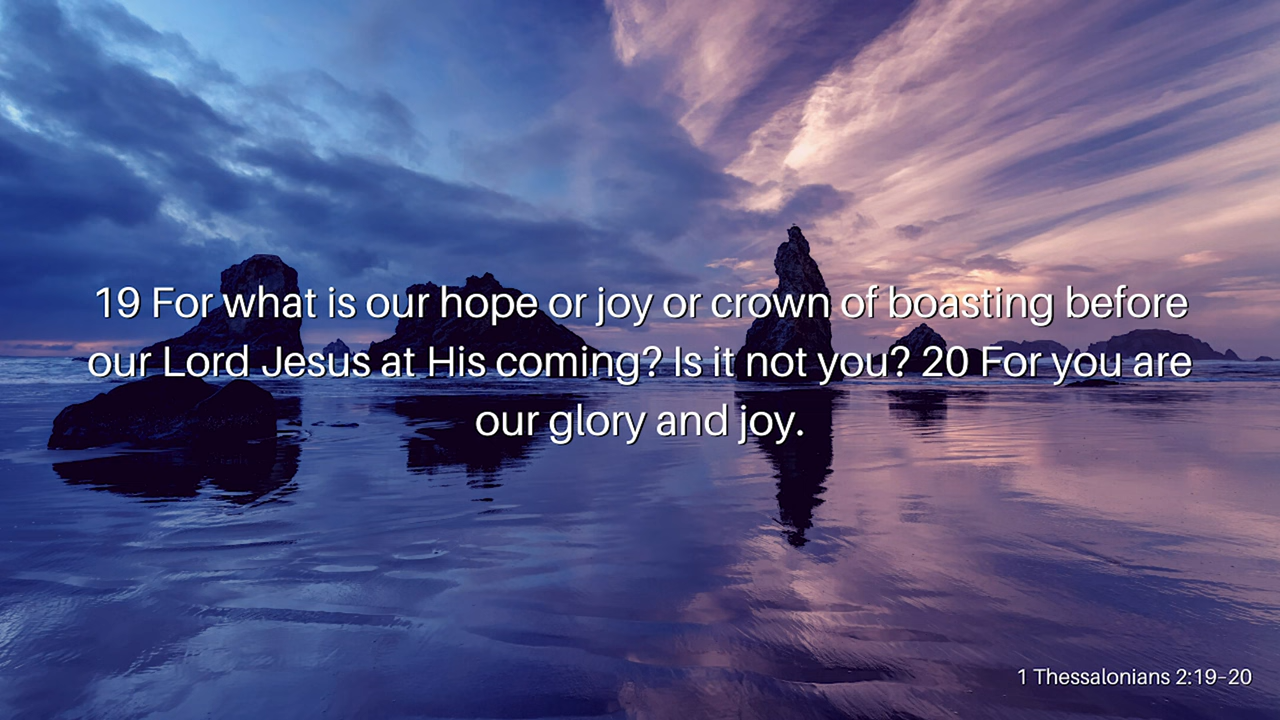 19 For what is our hope or joy or crown of boasting before
our Lord Jesus at His coming? Is it not you? 20 For you are
our glory and joy.
1 Thessalonians 2:19–20